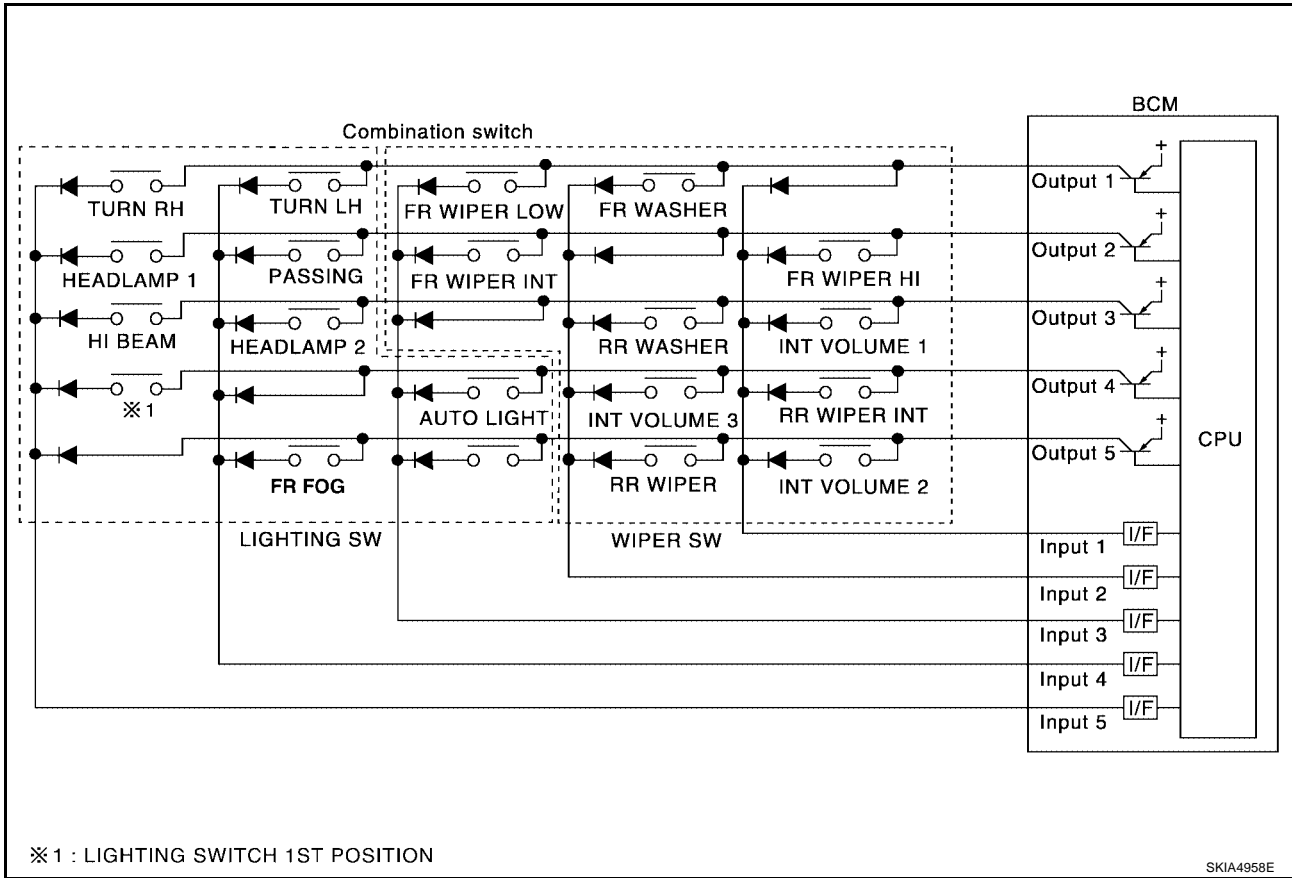 BCM
Combination switch
+
Output 1
TURN RH
TURN LH
FR WIPER LOW
FR WASHER
+
Output 2
HEADLAMP 1
PASSING
FR WIPER INT
FR WIPER HI
+
Output 3
HI BEAM
HEADLAMP 2
RR WASHER
INT VOLUME 1
+
Output 4
※1
AUTO LIGHT
INT VOLUME 3
RR WIPER INT
+
Output 5
CPU
FR FOG
RR WIPER
INT VOLUME 2
LIGHTING SW
WIPER SW
Input 1
I/F
Input 2
I/F
Input 3
I/F
Input 4
I/F
Input 5
I/F
※1 : LIGHTING SWITCH 1ST POSITION
SKIA4958E